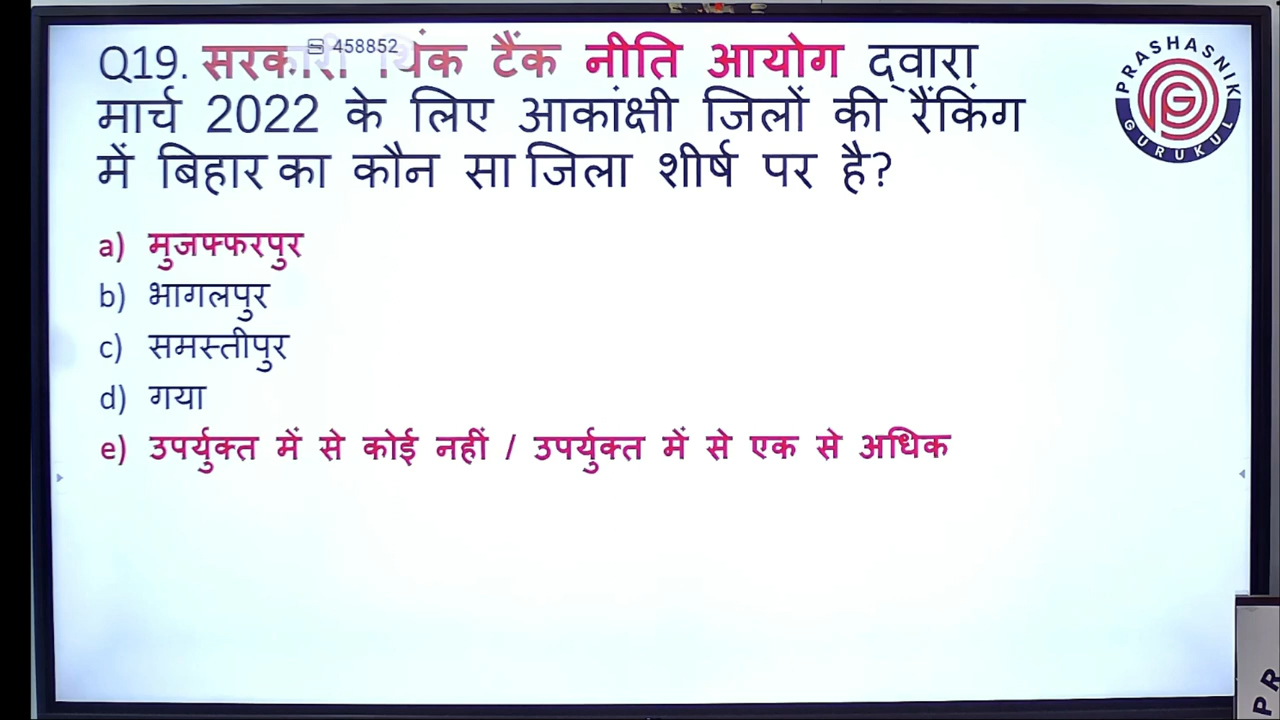 Q19. सरकारी थिंक टैंक नीति आयोग द्वारा
458852
मार्च 2022 के लिए आकांक्षी जिलों की रैंकिंग
में बिहार का कौन सा जिला शीर्ष पर है?
a) मुजफ्फरपुर
b) भागलपुर
c) समस्तीपुर
d) गया
e) उपर्युक्त में से कोई नहीं / उपर्युक्त में से एक से अधिक
PRASHASNIK
GURUKUL
PR